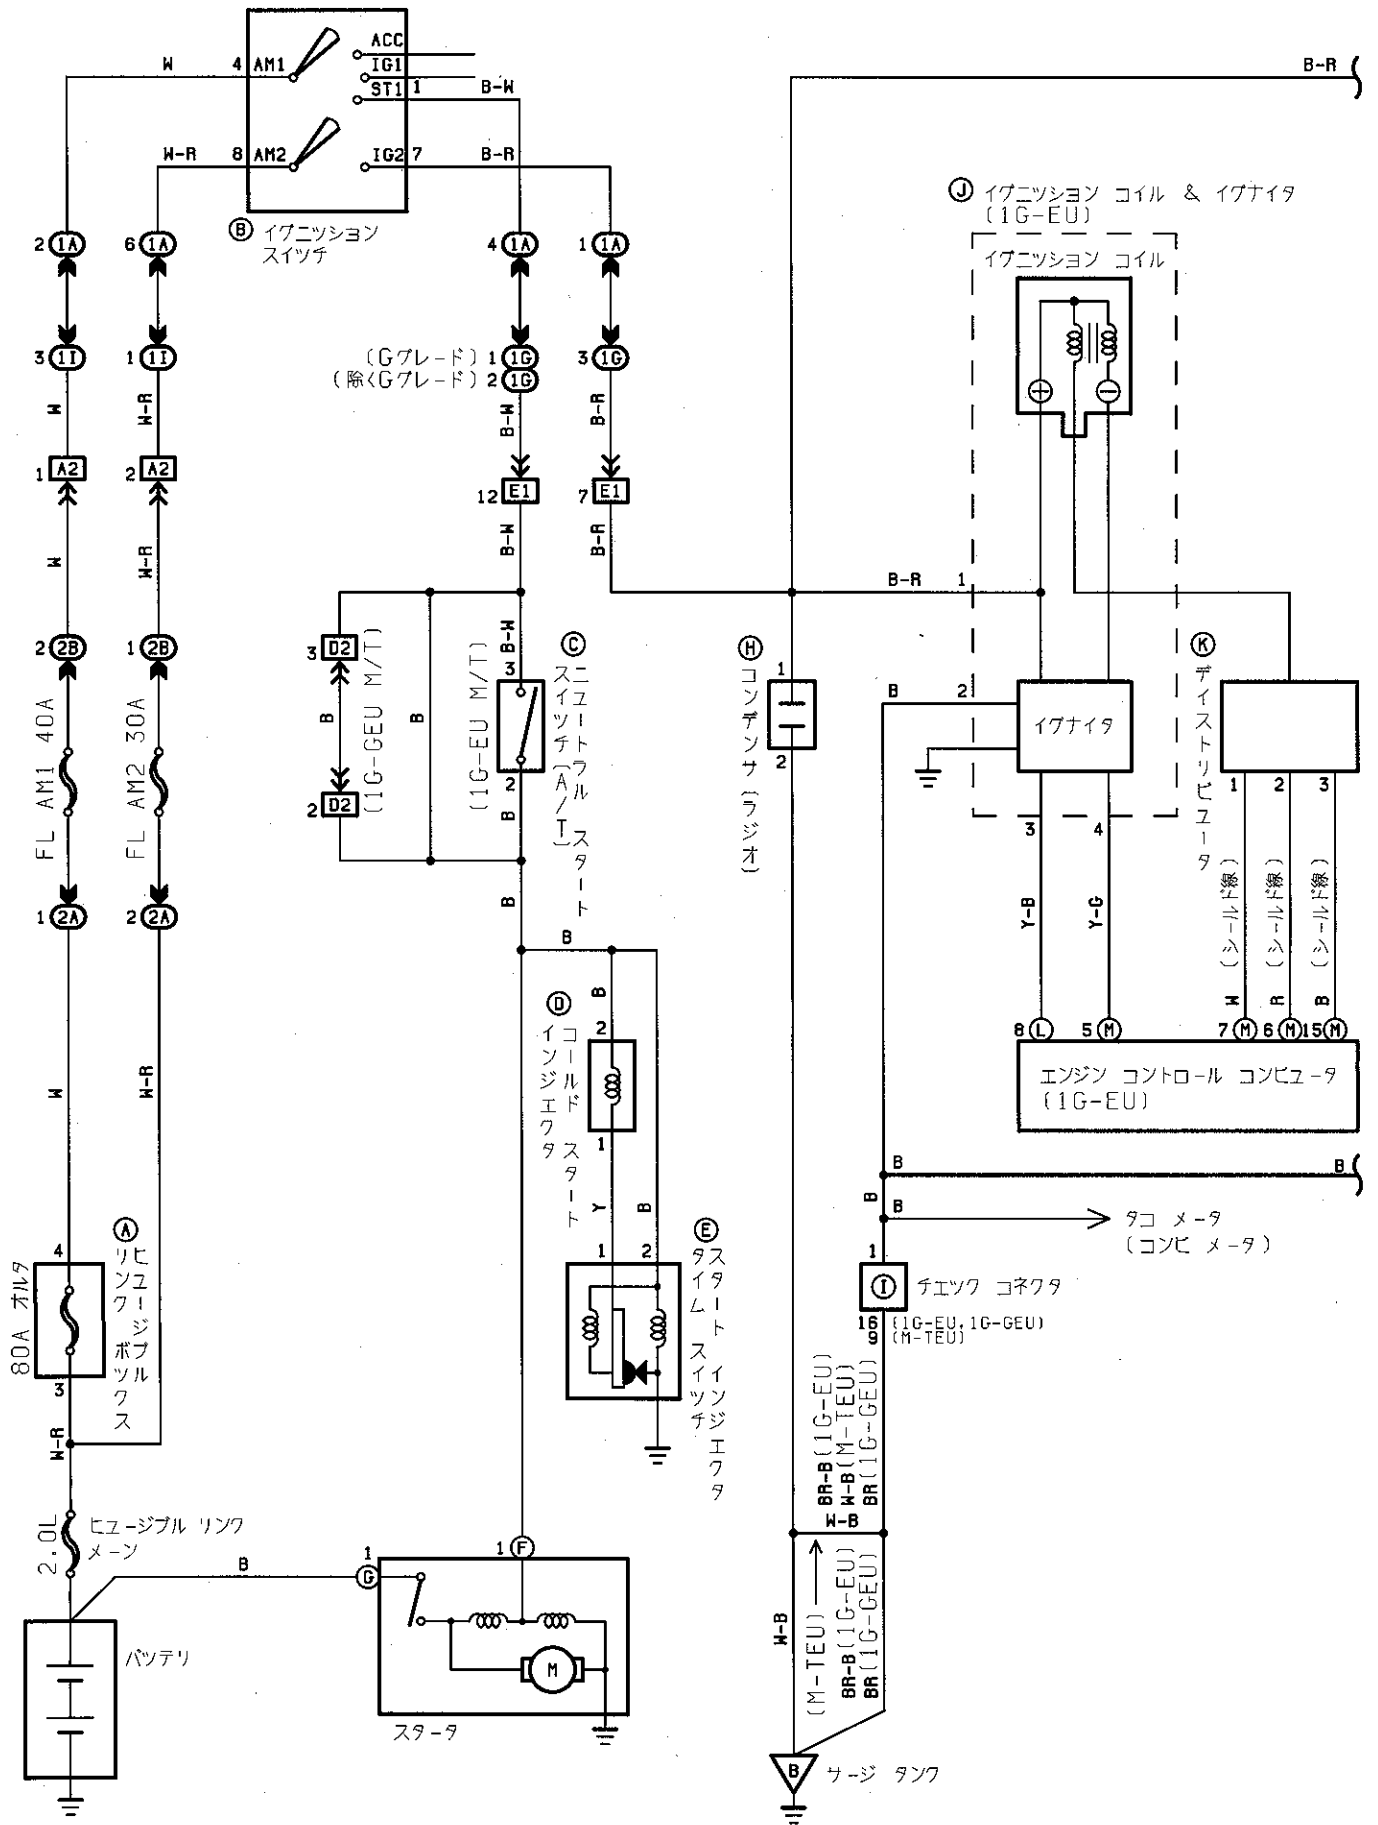 ACC
W 4 AM1 IG1
ST1 1 B-W
W-R 8 AM2 IG2 7 B-R
B-R
Ⓑ イグニッション
スイッチ
Ⓙ イグニッション コイル & イグナイタ
(1G-EU)
イグニッション コイル
2 1A
6 1A
4 1A
1 1A
3 1I
1 1I
(Gグレード) 1 1G
(除くGグレード) 2 1G
3 1G
+
−
W
W-R
B-W
B-R
1 A2
2 A2
12 E1
7 E1
W
W-R
B-W
B-R
B-R 1
2 2B
1 2B
FL AM1 40A
FL AM2 30A
1 2A
2 2A
3 D2
B
2 D2
(1G-GEU M/T)
B
(1G-EU M/T)
B-W
3
2
B
Ⓒ ニュートラル スタート
スイッチ(A/T)
B
B
Ⓗ コンデンサ(ラジオ)
1
2
B 2
イグナイタ
3
4
Y-B
Y-G
Ⓚ ディストリビュータ
1 2 3
(シールド線)
(シールド線)
(シールド線)
W
R
B
8 Ⓛ
5 Ⓜ
7 Ⓜ
6 Ⓜ
15 Ⓜ
エンジン コントロール コンピュータ
(1G-EU)
Ⓓ コールド スタート
インジェクタ
B
2
1
Y
B
Ⓔ スタート インジェクタ
タイム スイッチ
1 2
W
W-R
Ⓐ ヒュージブル
リンク ボックス
80A オルタ
4
3
W-R
B
B
B
B
タコ メータ
(コンビ メータ)
1
Ⓘ チェック コネクタ
16 (1G-EU,1G-GEU)
9 (M-TEU)
BR-B(1G-EU)
W-B(M-TEU)
BR(1G-GEU)
W-B
2.0L
ヒュージブル リンク
メーン
B
1
Ⓖ
1 Ⓕ
M
スタータ
バッテリ
W-B
(M-TEU)
BR-B(1G-EU)
BR(1G-GEU)
B サージ タンク